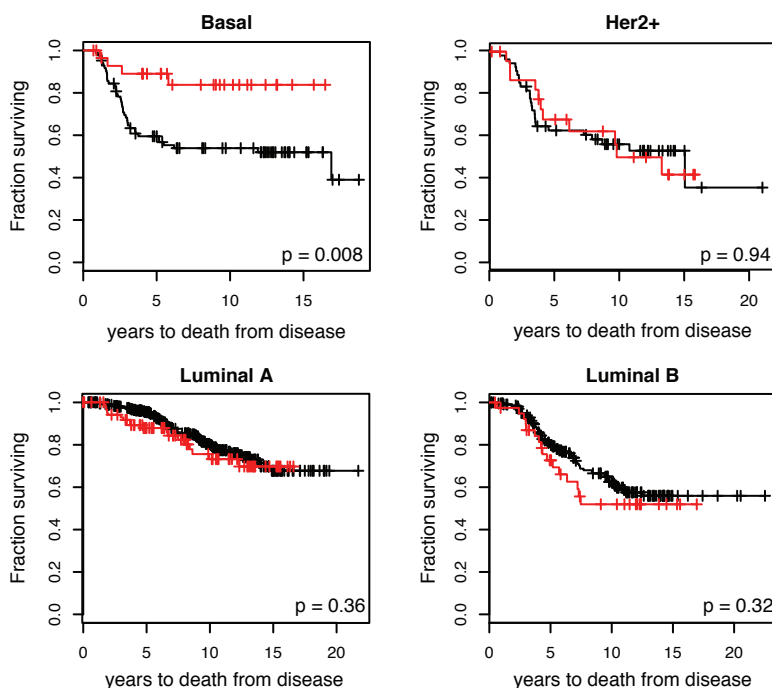 Basal
Fraction surviving
1.0
0.8
0.6
0.4
0.2
0.0
p = 0.008
0 5 10 15
years to death from disease
Her2+
Fraction surviving
1.0
0.8
0.6
0.4
0.2
0.0
p = 0.94
0 5 10 15 20
years to death from disease
Luminal A
Fraction surviving
1.0
0.8
0.6
0.4
0.2
0.0
p = 0.36
0 5 10 15 20
years to death from disease
Luminal B
Fraction surviving
1.0
0.8
0.6
0.4
0.2
0.0
p = 0.32
0 5 10 15 20
years to death from disease